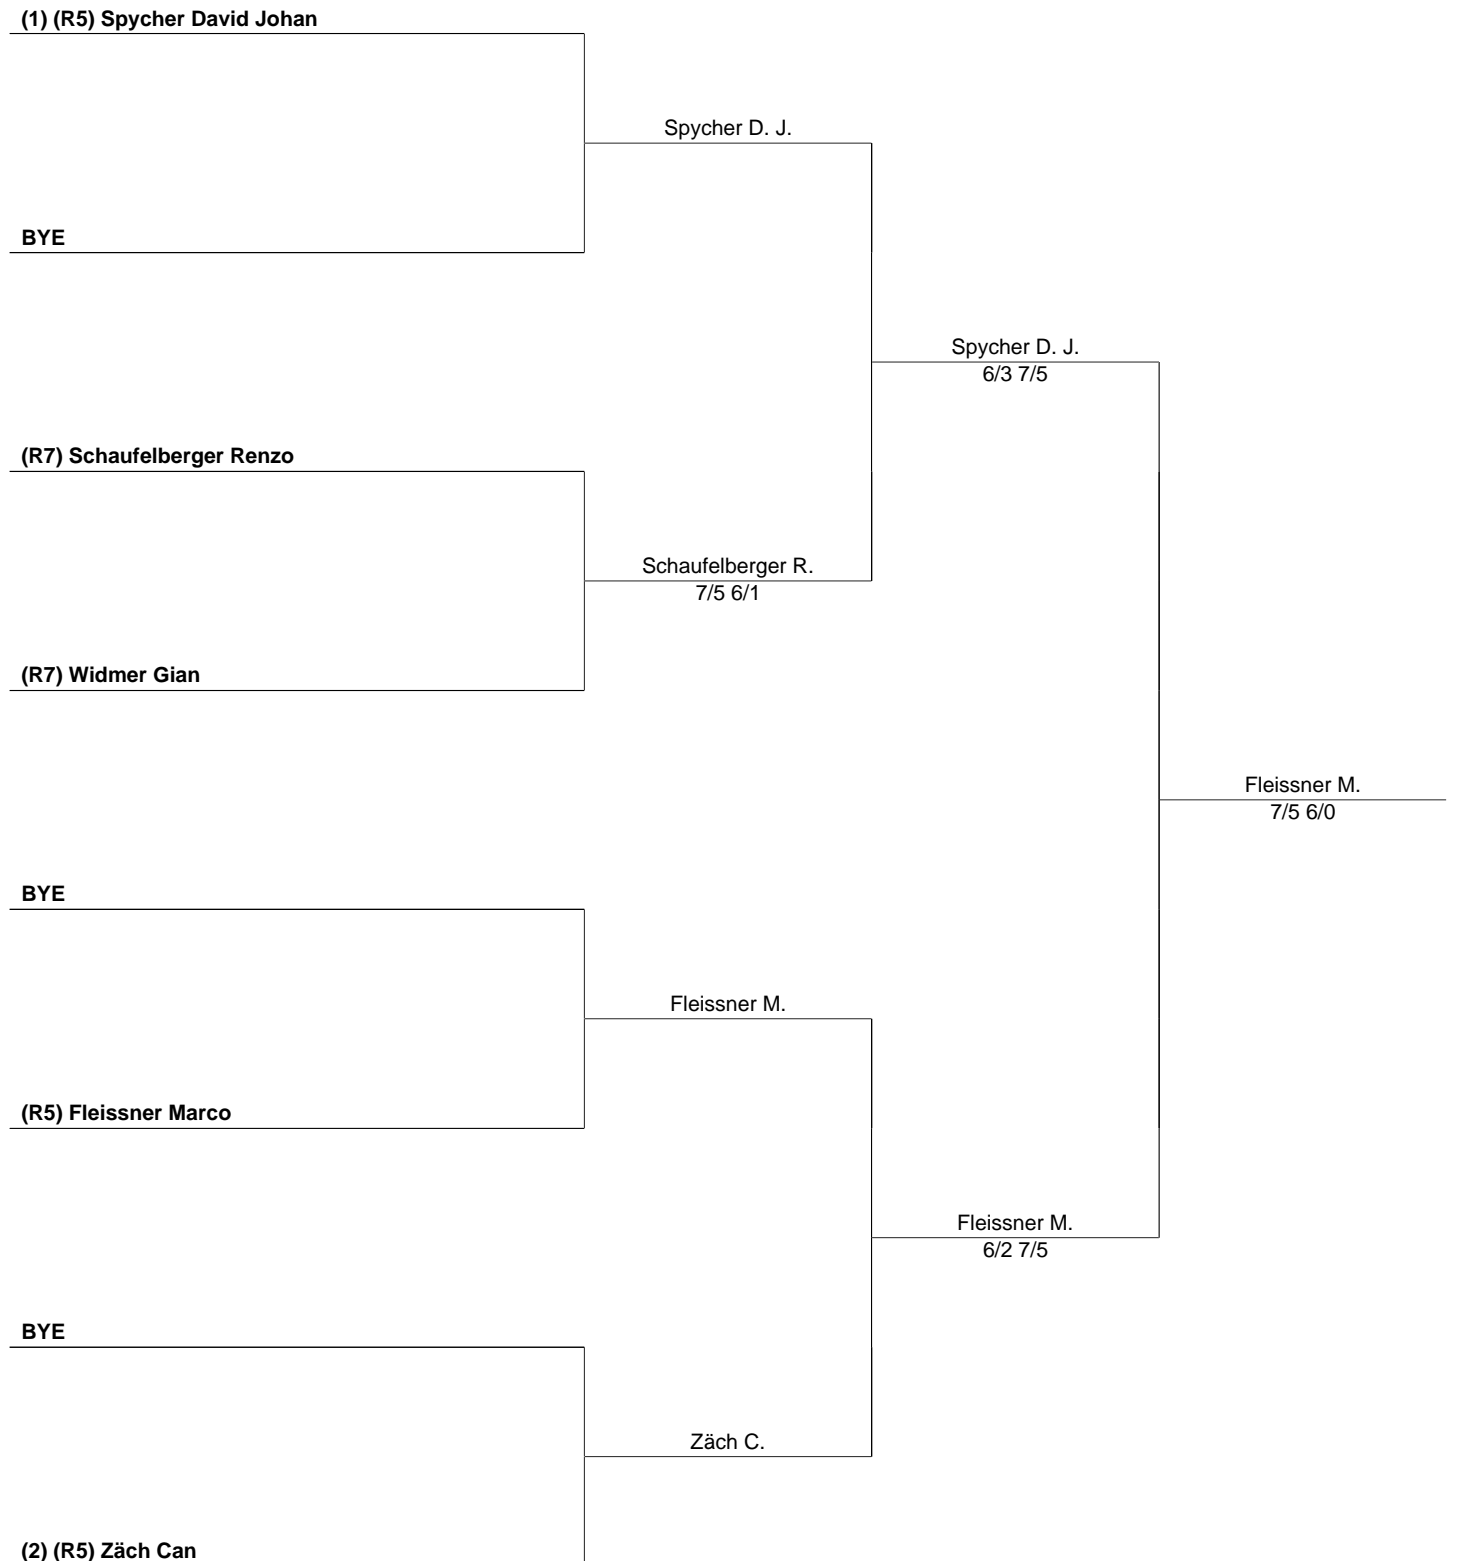 (1) (R5) Spycher David Johan
Spycher D. J.
BYE
Spycher D. J.
6/3 7/5
(R7) Schaufelberger Renzo
Schaufelberger R.
7/5 6/1
(R7) Widmer Gian
Fleissner M.
7/5 6/0
BYE
Fleissner M.
(R5) Fleissner Marco
Fleissner M.
6/2 7/5
BYE
Zäch C.
(2) (R5) Zäch Can